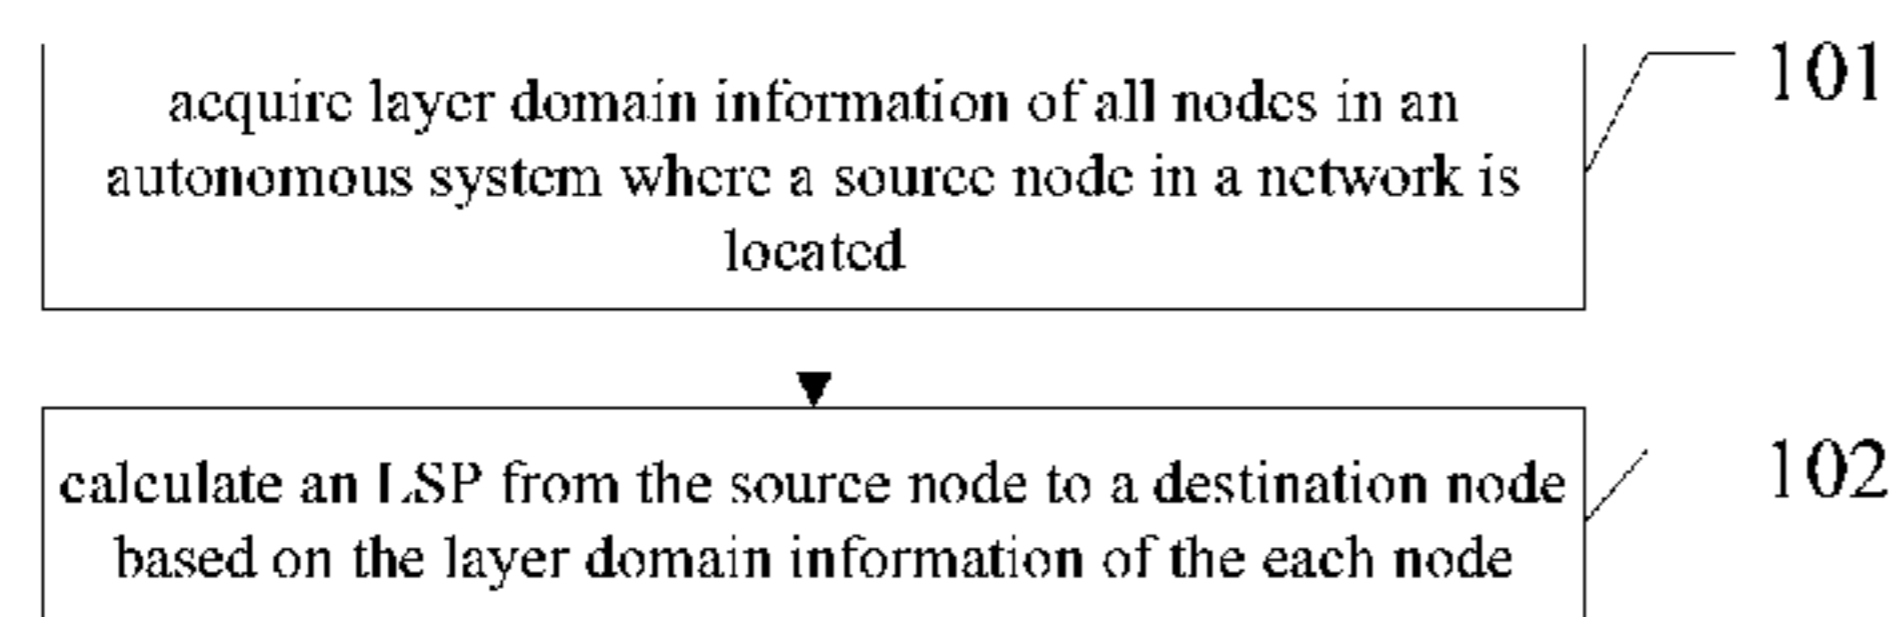 101
acquire layer domain information of all nodes in an
autonomous system where a source node in a network is
located
102
calculate an LSP from the source node to a destination node
based on the layer domain information of the each node